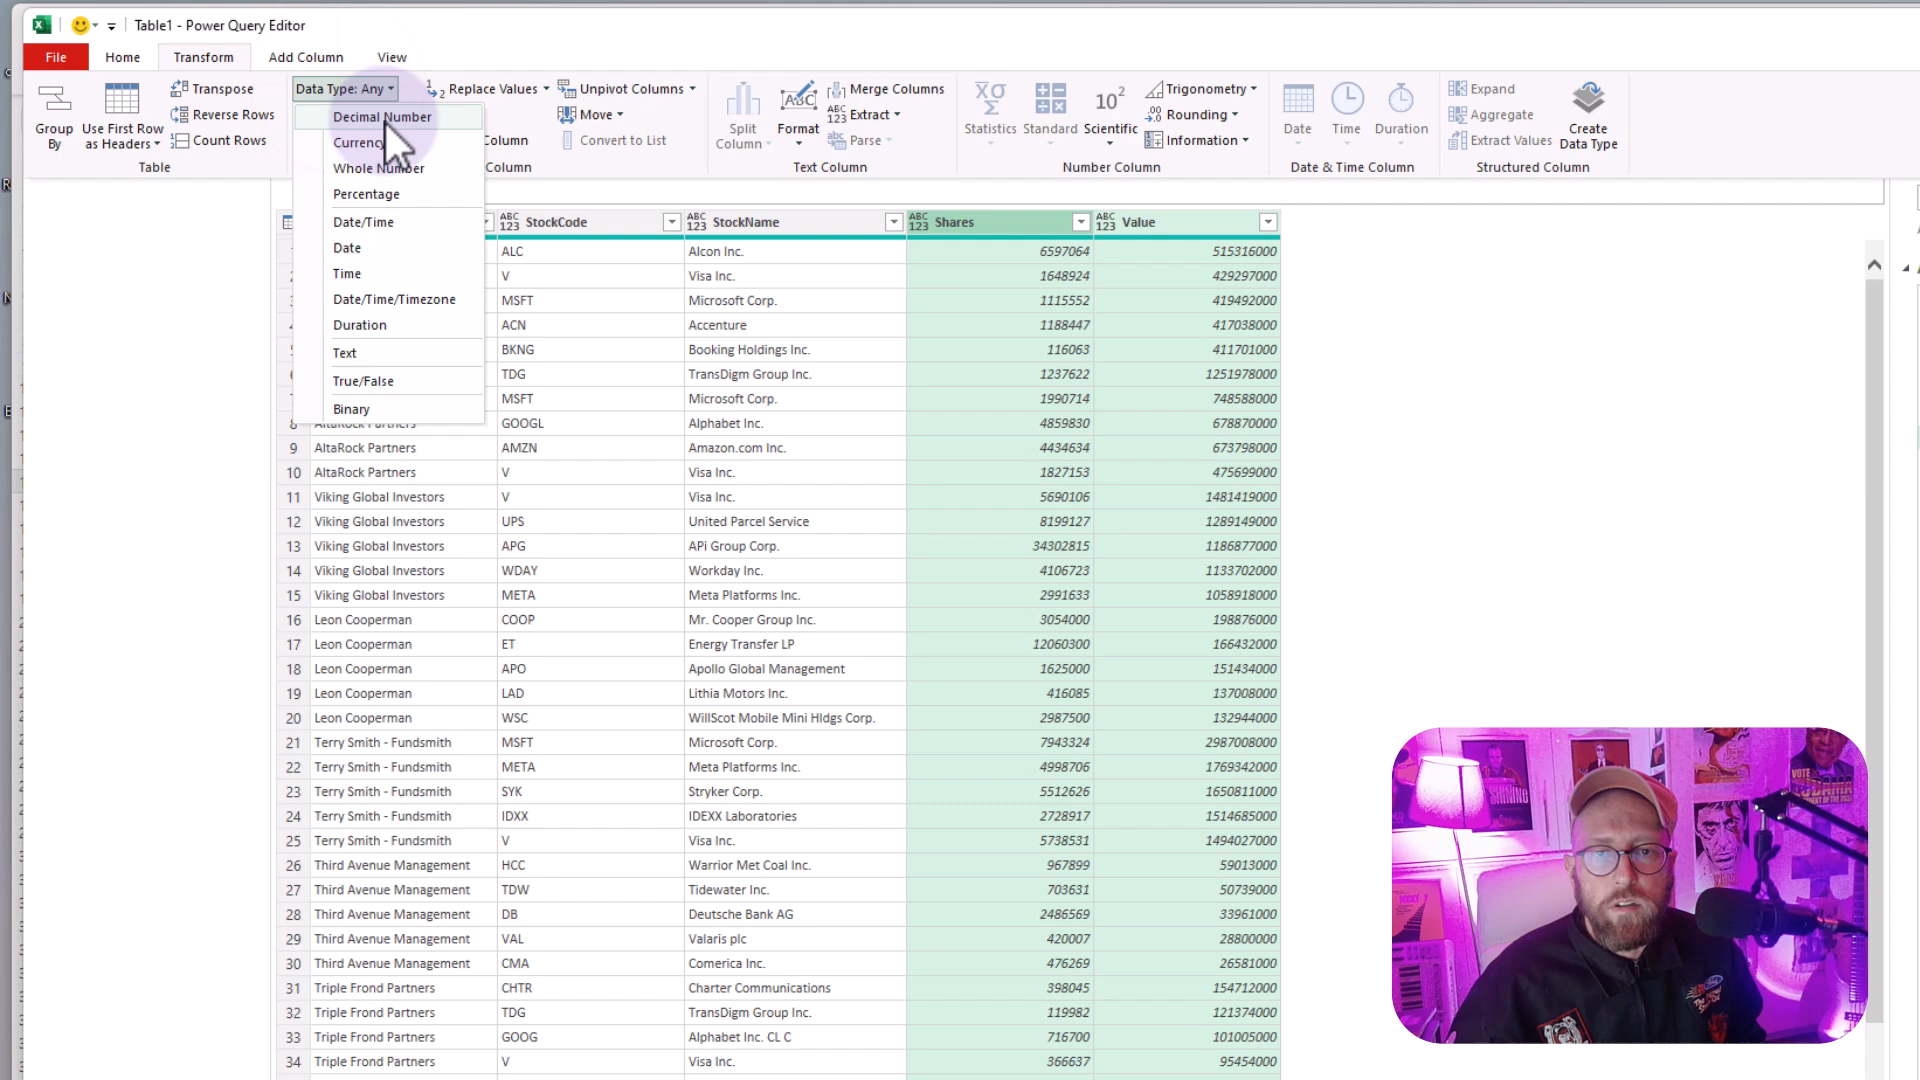 Table1 - Power Query Editor
File Home Transform Add Column View
Group By
Use First Row as Headers
Transpose
Reverse Rows
Count Rows
Table
Data Type: Any
Replace Values
Unpivot Columns
Move
Convert to List
olumn
Column
Split Column
Format
Merge Columns
Extract
Parse
Text Column
Statistics
Standard
Scientific
Trigonometry
Rounding
Information
Number Column
Date
Time
Duration
Date & Time Column
Expand
Aggregate
Extract Values
Structured Column
Create Data Type
Decimal Number
Currency
Whole Number
Percentage
Date/Time
Date
Time
Date/Time/Timezone
Duration
Text
True/False
Binary
ABC 123 StockCode ABC 123 StockName ABC 123 Shares ABC 123 Value
ALC Alcon Inc. 6597064 515316000
V Visa Inc. 1648924 429297000
MSFT Microsoft Corp. 1115552 419492000
ACN Accenture 1188447 417038000
BKNG Booking Holdings Inc. 116063 411701000
TDG TransDigm Group Inc. 1237622 1251978000
MSFT Microsoft Corp. 1990714 748588000
8 AltaRock Partners GOOGL Alphabet Inc. 4859830 678870000
9 AltaRock Partners AMZN Amazon.com Inc. 4434634 673798000
10 AltaRock Partners V Visa Inc. 1827153 475699000
11 Viking Global Investors V Visa Inc. 5690106 1481419000
12 Viking Global Investors UPS United Parcel Service 8199127 1289149000
13 Viking Global Investors APG APi Group Corp. 34302815 1186877000
14 Viking Global Investors WDAY Workday Inc. 4106723 1133702000
15 Viking Global Investors META Meta Platforms Inc. 2991633 1058918000
16 Leon Cooperman COOP Mr. Cooper Group Inc. 3054000 198876000
17 Leon Cooperman ET Energy Transfer LP 12060300 166432000
18 Leon Cooperman APO Apollo Global Management 1625000 151434000
19 Leon Cooperman LAD Lithia Motors Inc. 416085 137008000
20 Leon Cooperman WSC WillScot Mobile Mini Hldgs Corp. 2987500 132944000
21 Terry Smith - Fundsmith MSFT Microsoft Corp. 7943324 2987008000
22 Terry Smith - Fundsmith META Meta Platforms Inc. 4998706 1769342000
23 Terry Smith - Fundsmith SYK Stryker Corp. 5512626 1650811000
24 Terry Smith - Fundsmith IDXX IDEXX Laboratories 2728917 1514685000
25 Terry Smith - Fundsmith V Visa Inc. 5738531 1494027000
26 Third Avenue Management HCC Warrior Met Coal Inc. 967899 59013000
27 Third Avenue Management TDW Tidewater Inc. 703631 50739000
28 Third Avenue Management DB Deutsche Bank AG 2486569 33961000
29 Third Avenue Management VAL Valaris plc 420007 28800000
30 Third Avenue Management CMA Comerica Inc. 476269 26581000
31 Triple Frond Partners CHTR Charter Communications 398045 154712000
32 Triple Frond Partners TDG TransDigm Group Inc. 119982 121374000
33 Triple Frond Partners GOOG Alphabet Inc. CL C 716700 101005000
34 Triple Frond Partners V Visa Inc. 366637 95454000
SHINING
VOTE
OBAMA